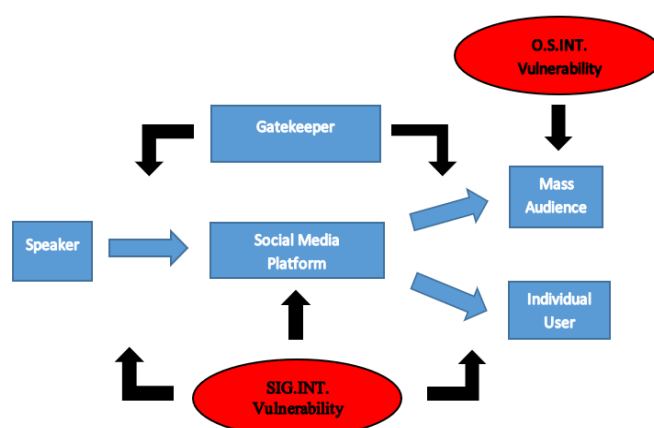 O.S.INT.
Vulnerability
Gatekeeper
Mass
Audience
Speaker
Social Media
Platform
Individual
User
SIG.INT.
Vulnerability